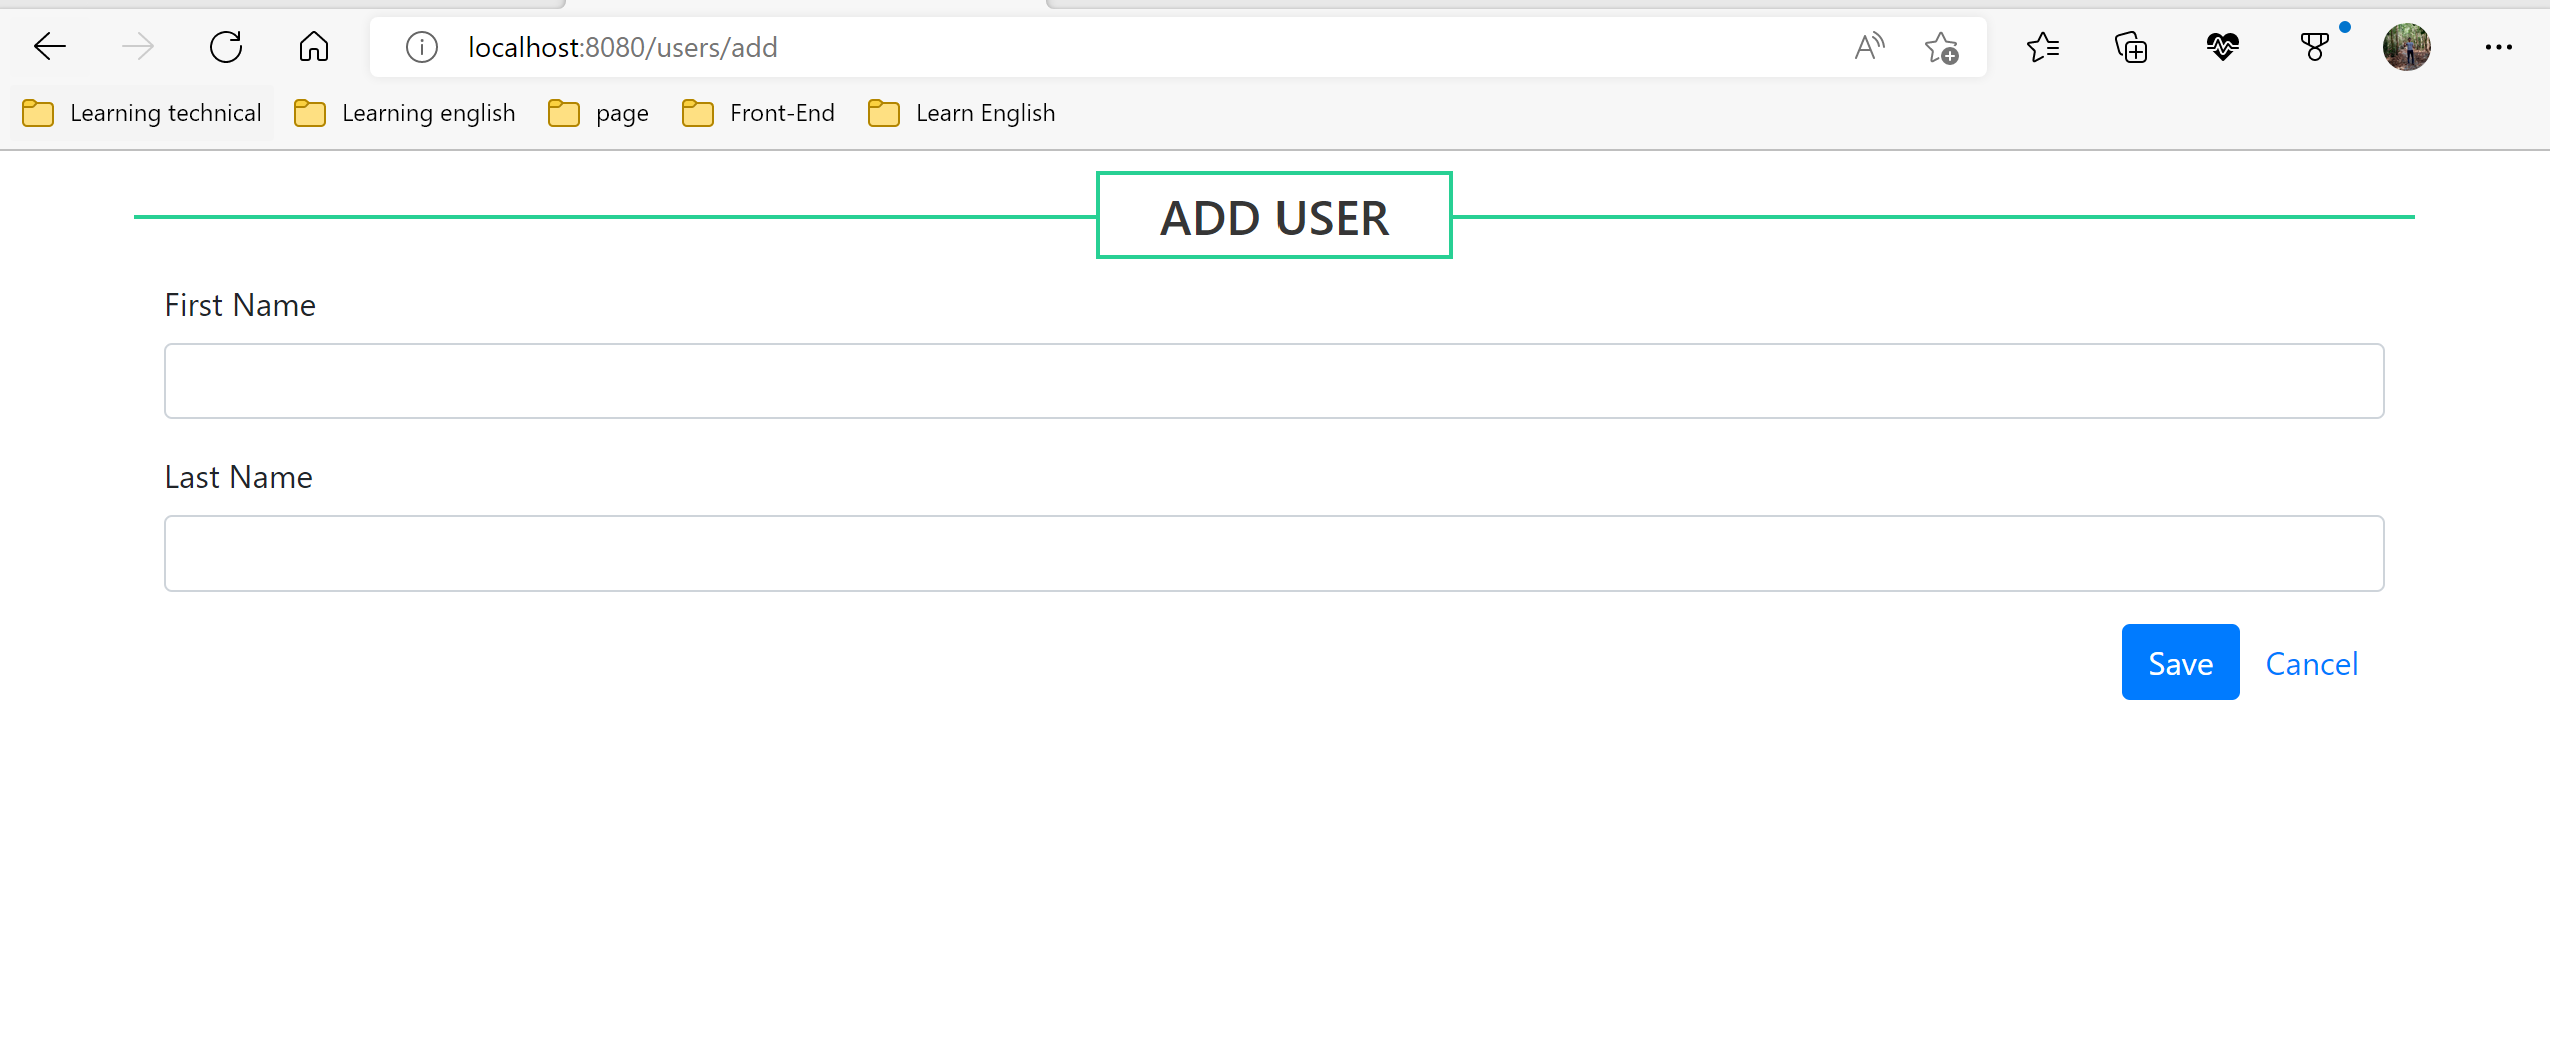 localhost:8080/users/add
Learning technical
Learning english
page
Front-End
Learn English
ADD USER
First Name
Last Name
Save
Cancel